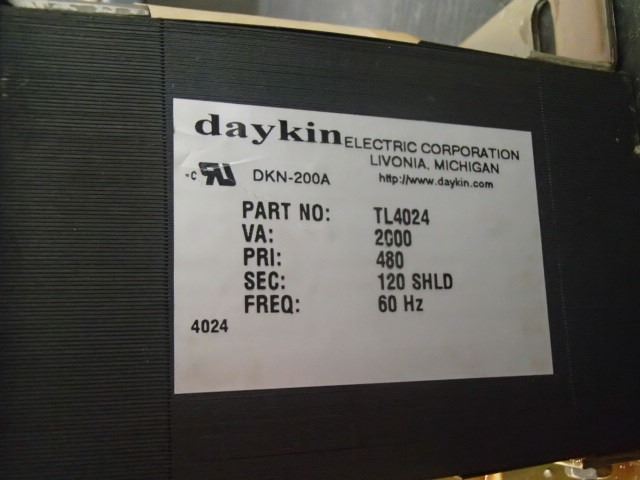 daykin ELECTRIC CORPORATION
LIVONIA, MICHIGAN
c RU DKN-200A http://www.daykin.com
PART NO: TL4024
VA: 2000
PRI: 480
SEC: 120 SHLD
FREQ: 60 Hz
4024